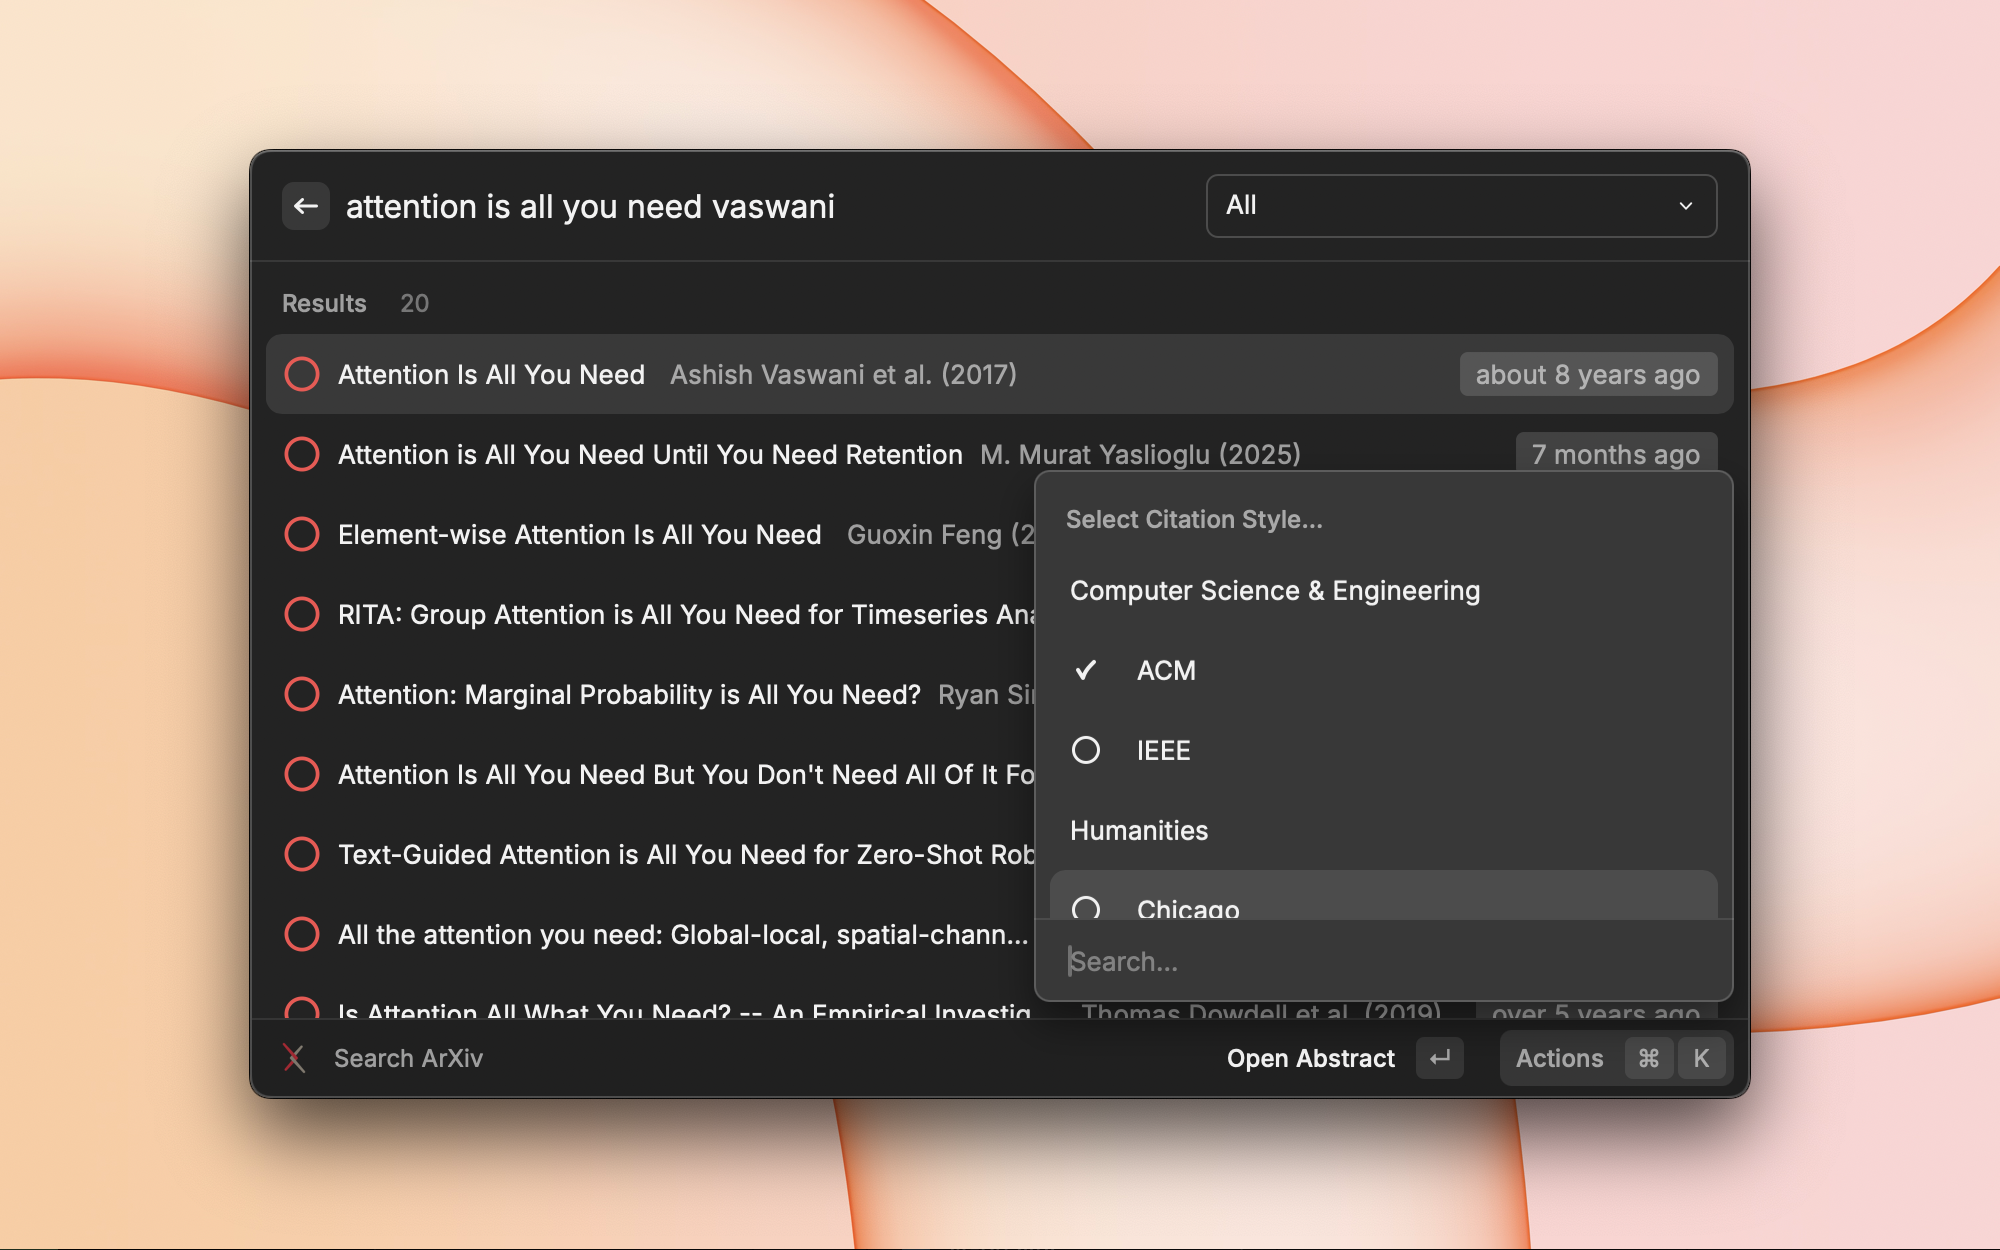 attention is all you need vaswani
All
Results 20
Attention Is All You Need Ashish Vaswani et al. (2017) about 8 years ago
Attention is All You Need Until You Need Retention M. Murat Yaslioglu (2025) 7 months ago
Element-wise Attention Is All You Need Guoxin Feng (2
RITA: Group Attention is All You Need for Timeseries Ana
Attention: Marginal Probability is All You Need? Ryan Sin
Attention Is All You Need But You Don't Need All Of It Fo
Text-Guided Attention is All You Need for Zero-Shot Rob
All the attention you need: Global-local, spatial-chann...
Is Attention All What You Need? -- An Empirical Investig Thomas Dowdell et al. (2019) over 5 years ago
Select Citation Style...
Computer Science & Engineering
ACM
IEEE
Humanities
Chicago
Search...
Search ArXiv Open Abstract Actions ⌘ K